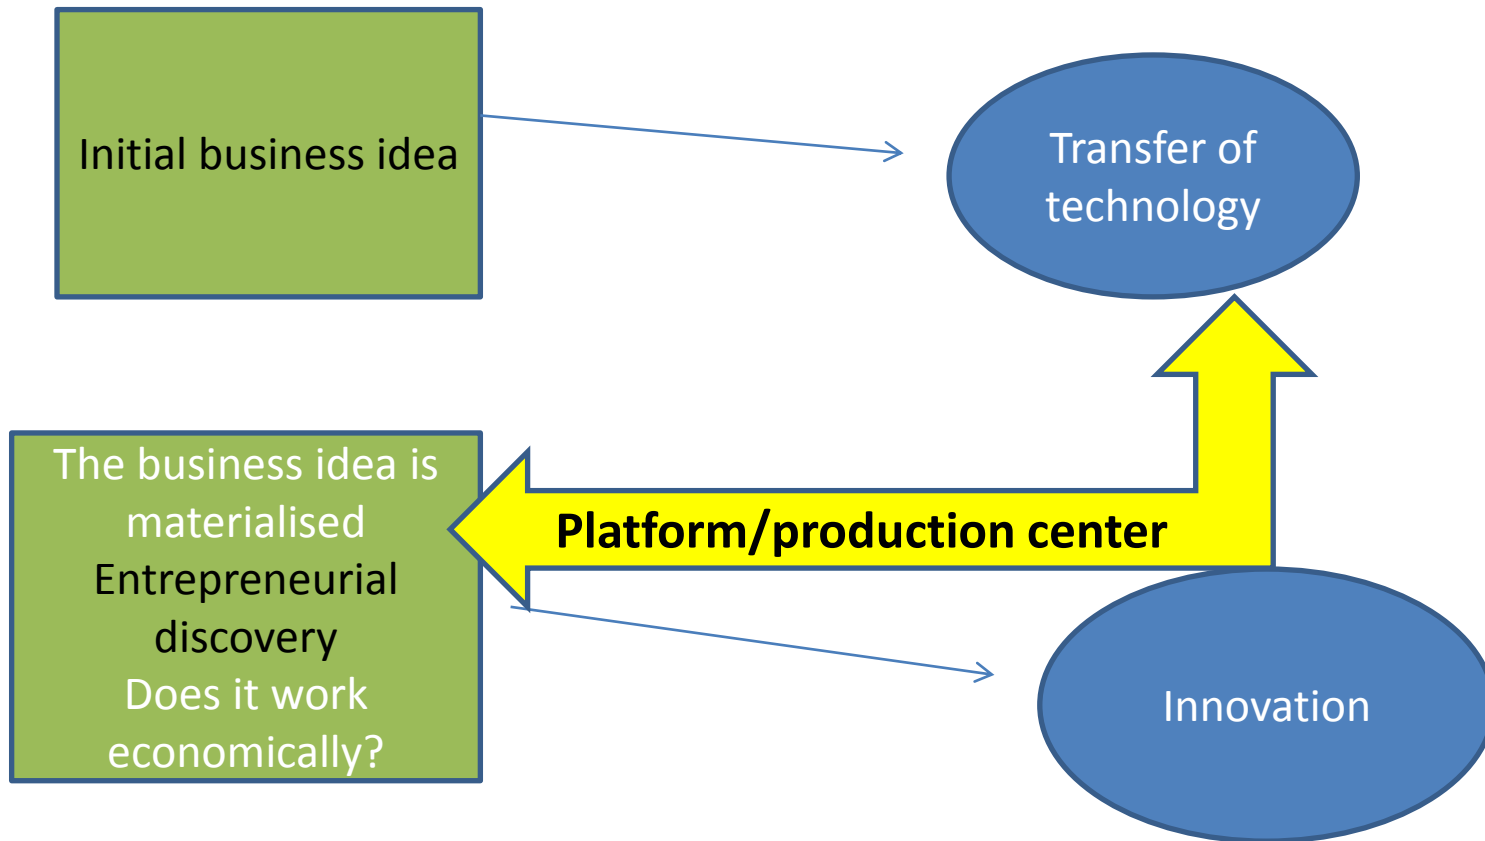 Initial business idea
Transfer of
technology
The business idea is
materialised
Entrepreneurial
discovery
Does it work
economically?
Platform/production center
Innovation